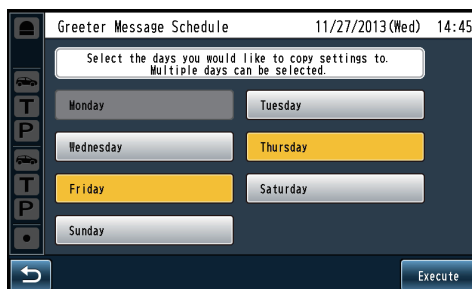 Greeter Message Schedule 11/27/2013(Wed) 14:45
Select the days you would like to copy settings to.
Multiple days can be selected.
Monday Tuesday
T
P
Wednesday Thursday
T
Friday Saturday
P
Sunday
Execute